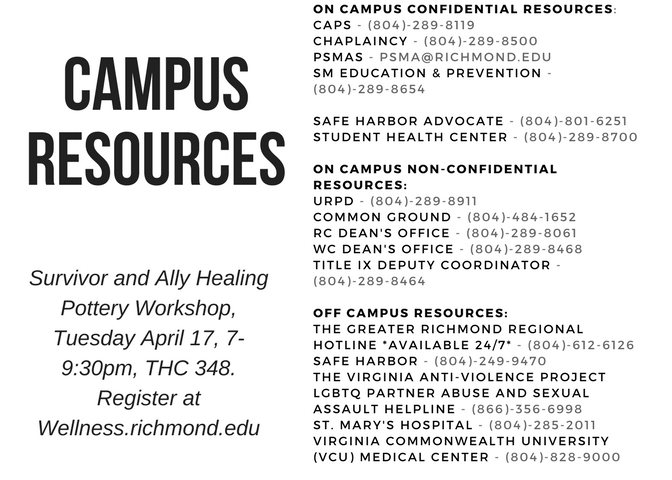 CAMPUS
RESOURCES
Survivor and Ally Healing
Pottery Workshop,
Tuesday April 17, 7-
9:30pm, THC 348.
Register at
Wellness.richmond.edu
ON CAMPUS CONFIDENTIAL RESOURCES:
CAPS - (804)-289-8119
CHAPLAINCY - (804)-289-8500
PSMAS - PSMA@RICHMOND.EDU
SM EDUCATION & PREVENTION -
(804)-289-8654
SAFE HARBOR ADVOCATE - (804)-801-6251
STUDENT HEALTH CENTER - (804)-289-8700
ON CAMPUS NON-CONFIDENTIAL
RESOURCES:
URPD - (804)-289-8911
COMMON GROUND - (804)-484-1652
RC DEAN'S OFFICE - (804)-289-8061
WC DEAN'S OFFICE - (804)-289-8468
TITLE IX DEPUTY COORDINATOR -
(804)-289-8464
OFF CAMPUS RESOURCES:
THE GREATER RICHMOND REGIONAL
HOTLINE *AVAILABLE 24/7* - (804)-612-6126
SAFE HARBOR - (804)-249-9470
THE VIRGINIA ANTI-VIOLENCE PROJECT
LGBTQ PARTNER ABUSE AND SEXUAL
ASSAULT HELPLINE - (866)-356-6998
ST. MARY'S HOSPITAL - (804)-285-2011
VIRGINIA COMMONWEALTH UNIVERSITY
(VCU) MEDICAL CENTER - (804)-828-9000